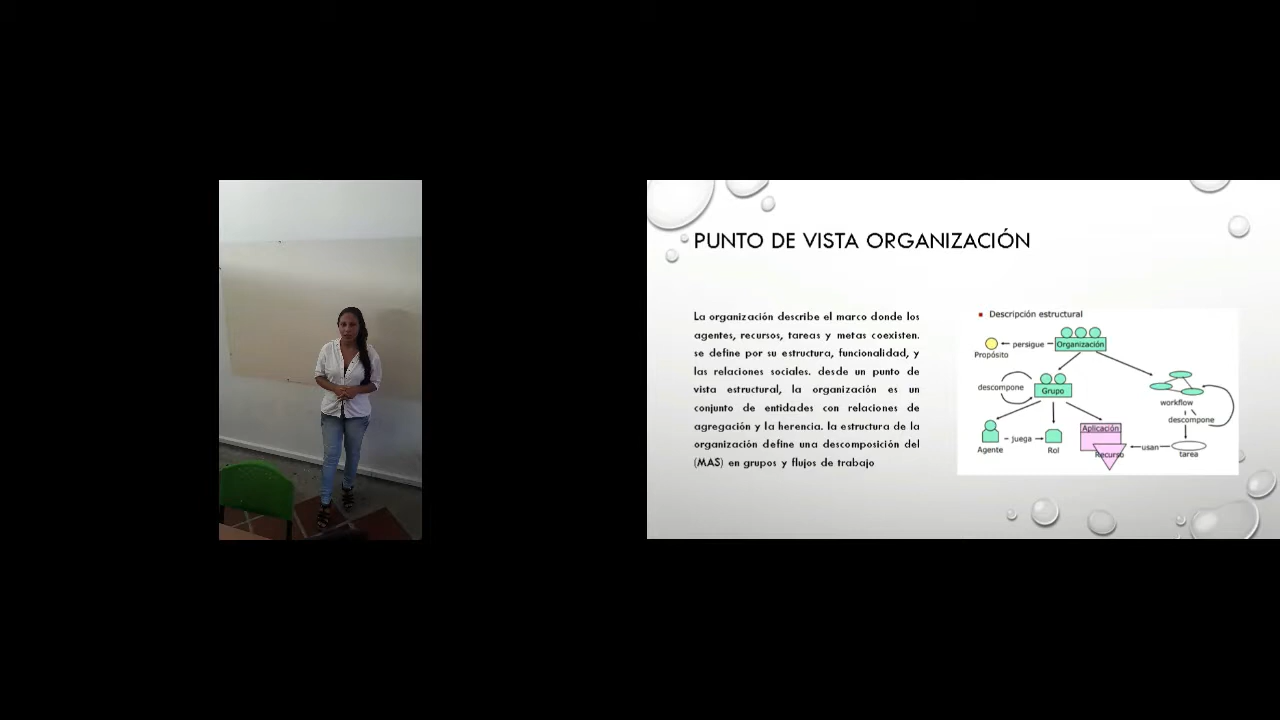 PUNTO DE VISTA ORGANIZACIÓN
La organización describe el marco donde los
agentes, recursos, tareas y metas coexisten.
se define por su estructura, funcionalidad, y
las relaciones sociales. desde un punto de
vista estructural, la organización es un
conjunto de entidades con relaciones de
agregación y la herencia. la estructura de la
organización define una descomposición del
(MAS) en grupos y flujos de trabajo
Descripción estructural
persigue
Organización
Propósito
descompone
Grupo
workflow
descompone
Aplicación
Agente
juega
Rol
Recurso
usan
tarea